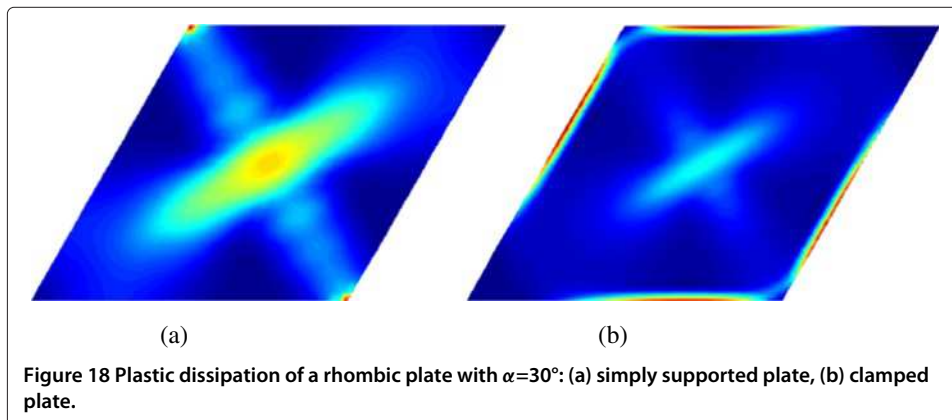 (a) (b)
Figure 18 Plastic dissipation of a rhombic plate with α=30°: (a) simply supported plate, (b) clamped
plate.